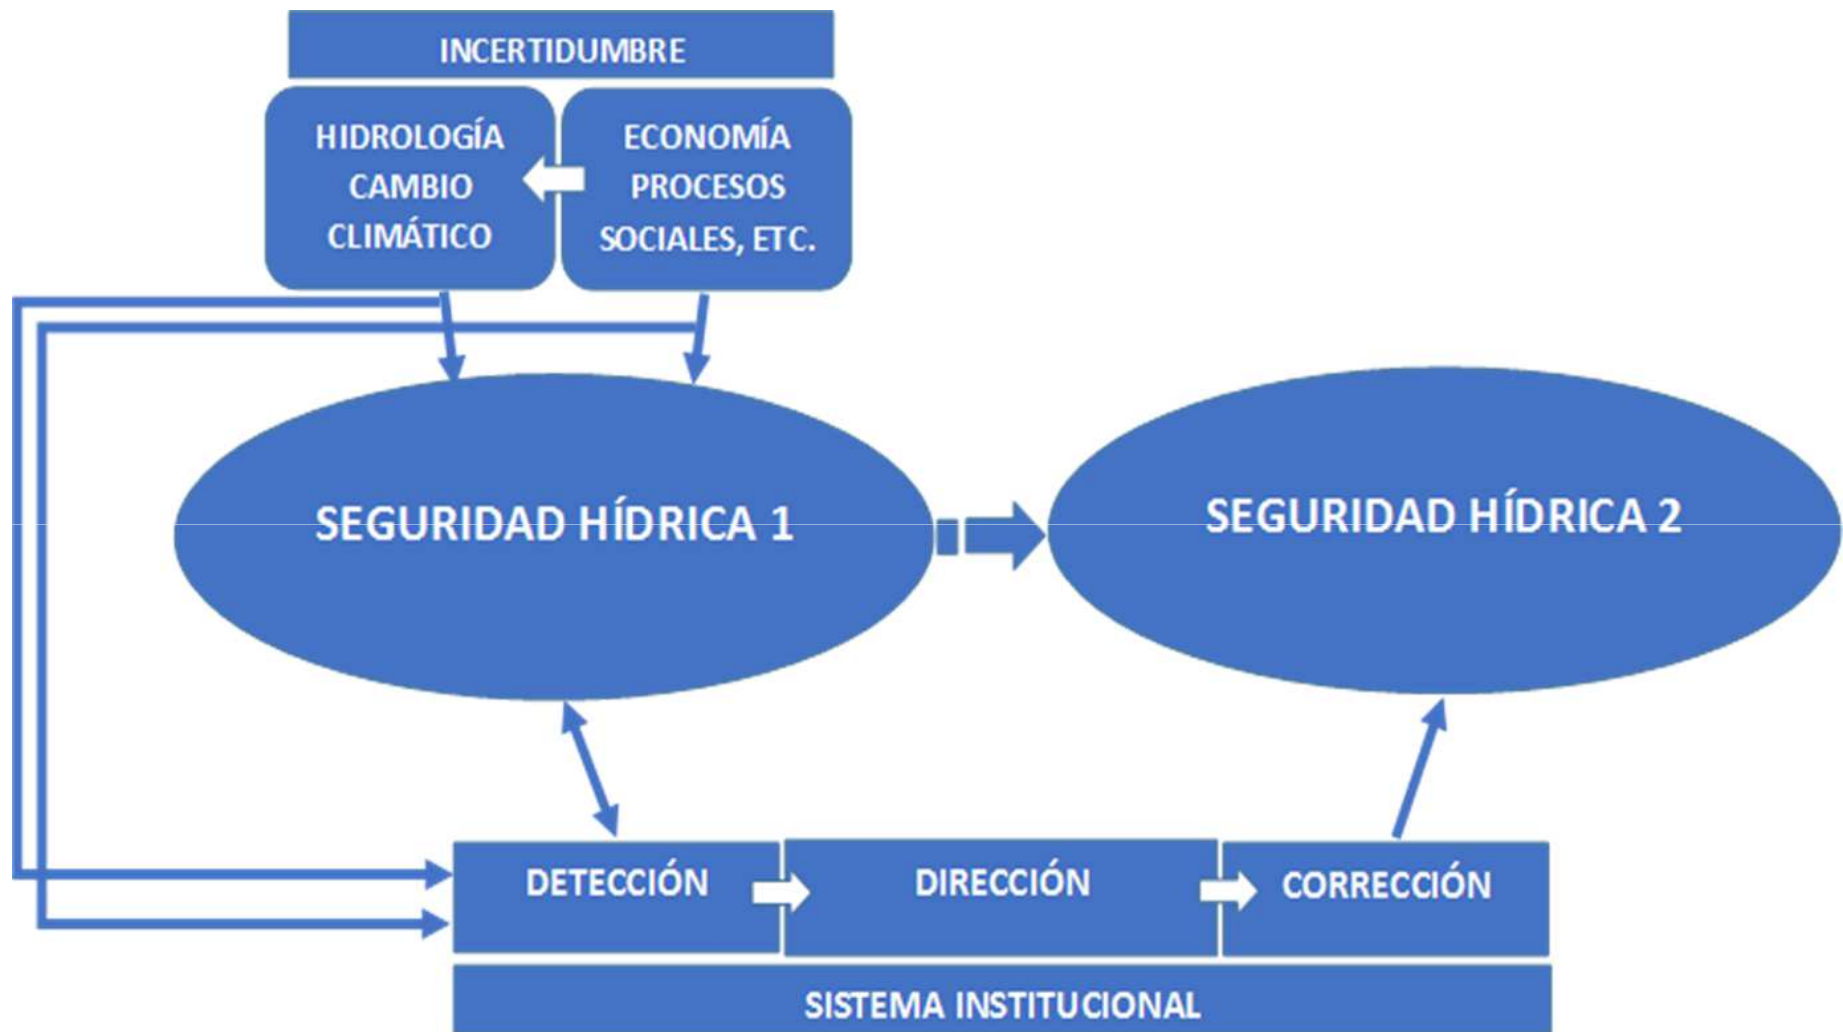 INCERTIDUMBRE
HIDROLOGÍA
CAMBIO
CLIMÁTICO
ECONOMÍA
PROCESOS
SOCIALES, ETC.
SEGURIDAD HÍDRICA 1
SEGURIDAD HÍDRICA 2
DETECCIÓN
DIRECCIÓN
CORRECCIÓN
SISTEMA INSTITUCIONAL